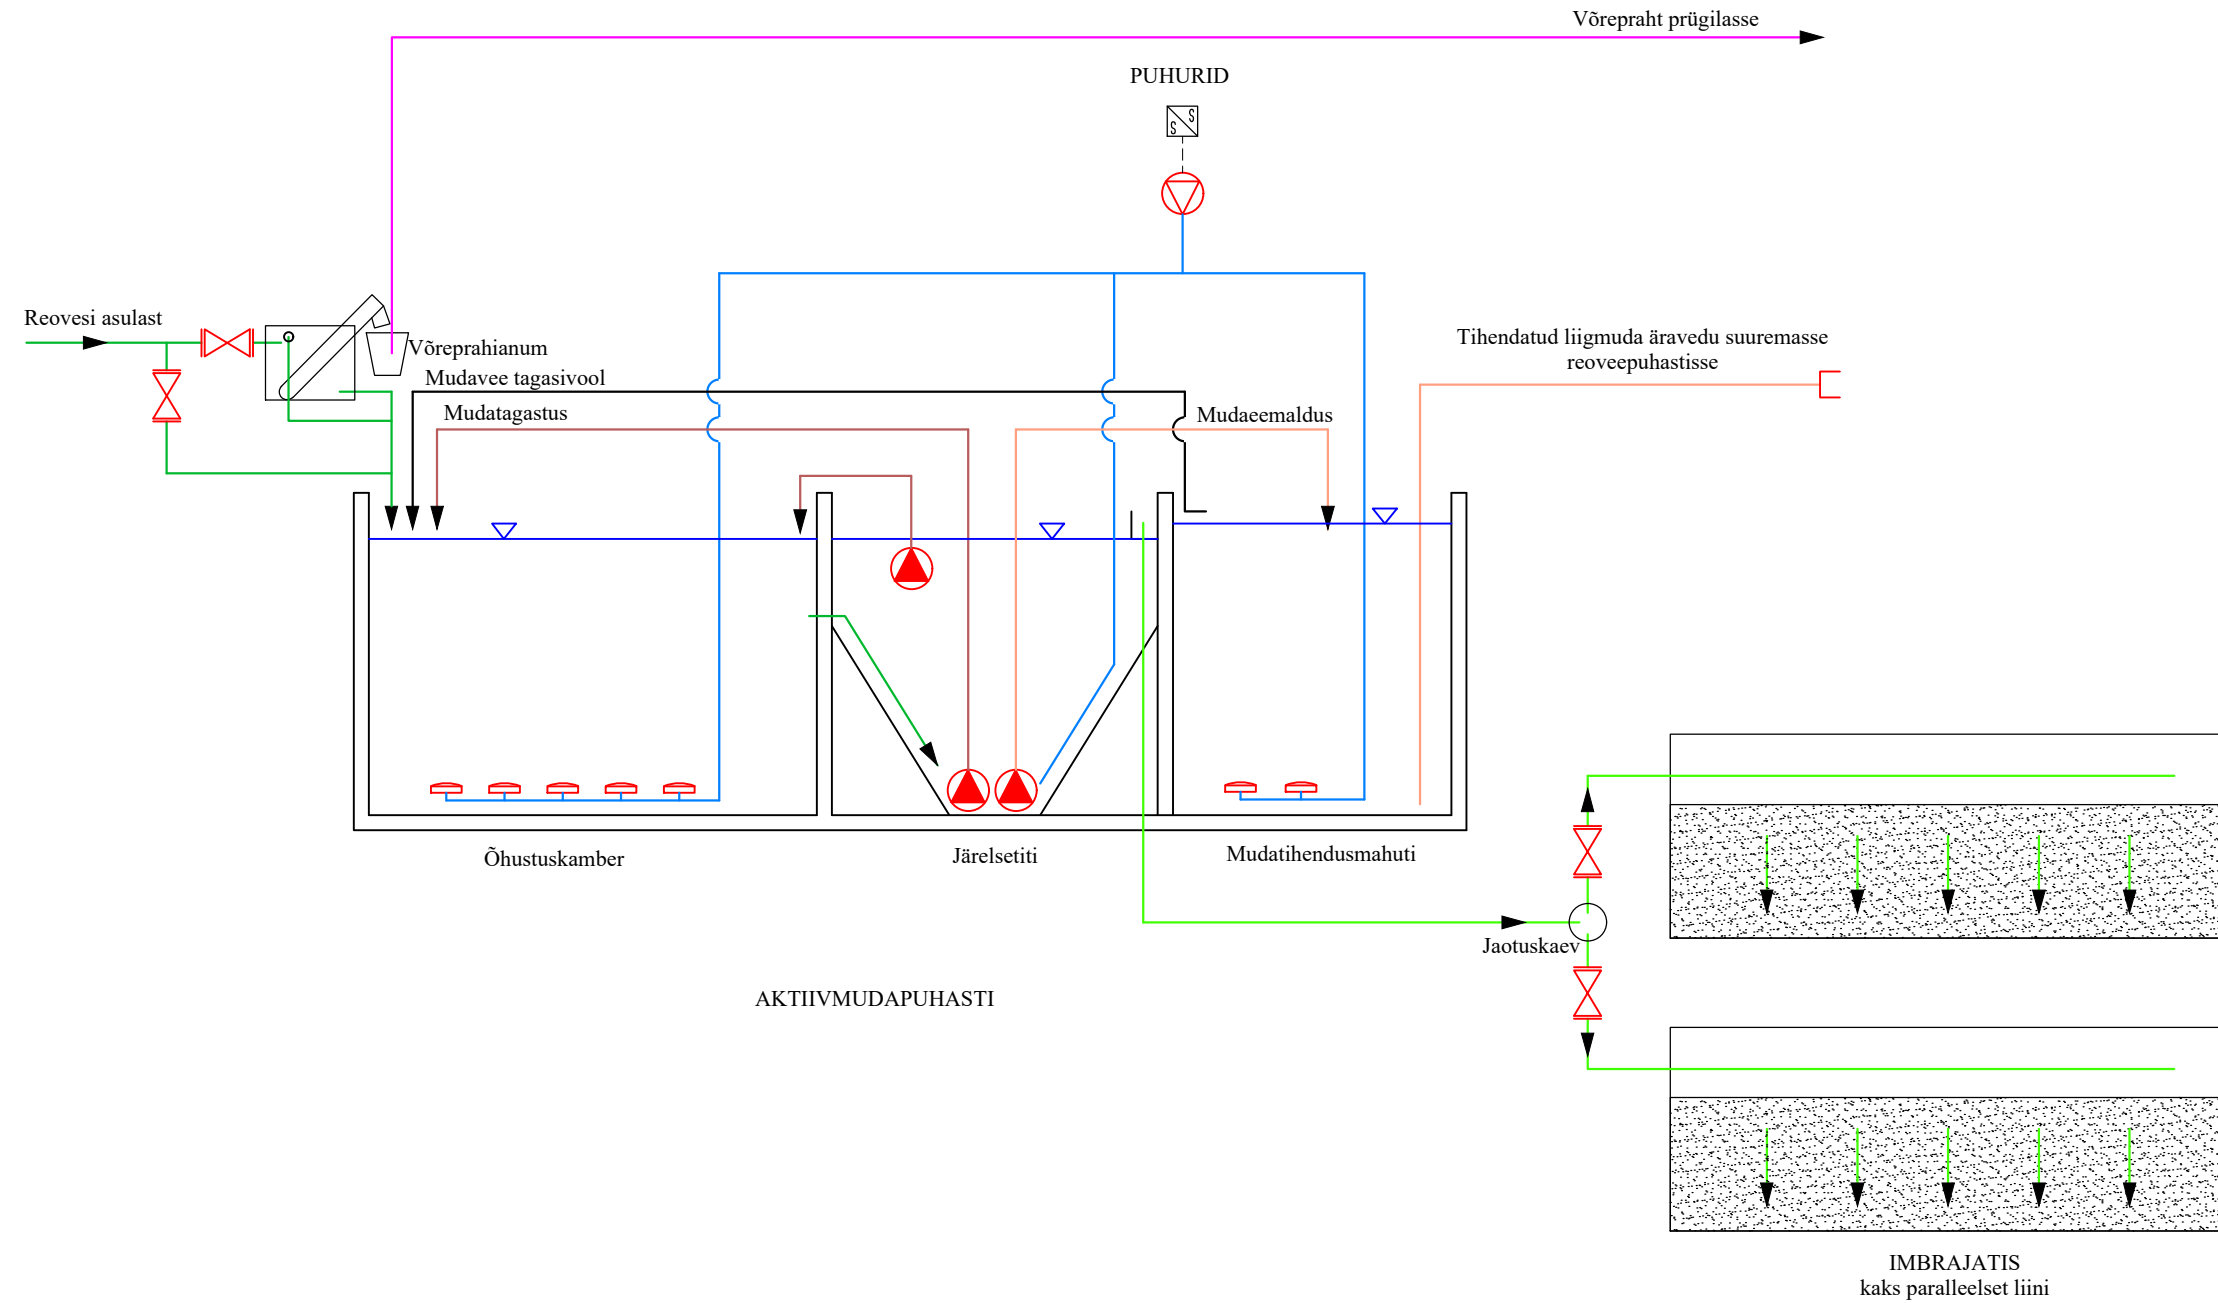 Võrepraht prügilasse
PUHURID
S
S
Reovesi asulast
Võreprahianum
Mudavee tagasivool
Mudatagastus
Mudaeemaldus
Tihendatud liigmuda äravedu suuremasse
reoveepuhastisse
Õhustuskamber
Järelsetiti
Mudatihendusmahuti
Jaotuskaev
AKTIIVMUDAPUHASTI
IMBRAJATIS
kaks paralleelset liini